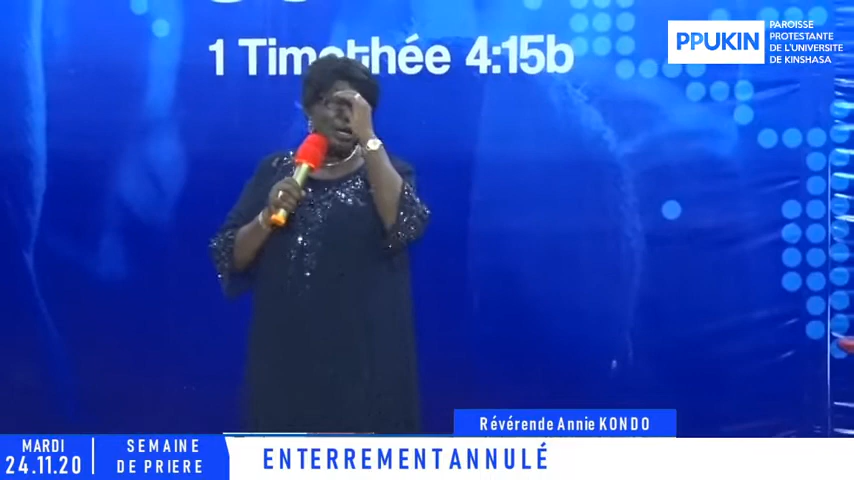 1 Timothée 4:15b
PPUKIN
PAROISSE
PROTESTANTE
DE L'UNIVERSITE
DE KINSHASA
Révérende Annie KONDO
MARDI
24.11.20
SEMAINE
DE PRIERE
ENTERREMENT ANNULÉ